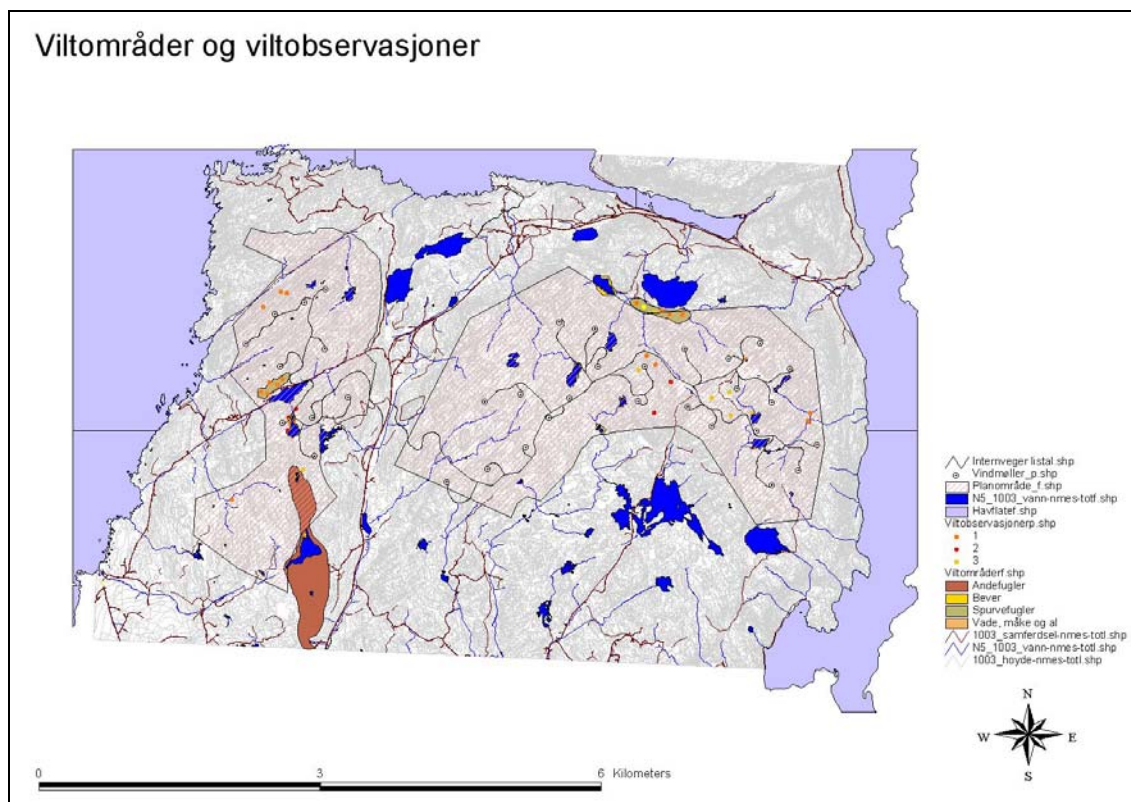 Viltområder og viltobservasjoner
Internveger listal.shp
Vindmøller_p.shp
Planområde_f.shp
N5_1003_vann-nmes-totf.shp
Havflatef.shp
Viltobservasjonerp.shp
1
2
3
Viltområderf.shp
Andefugler
Bever
Spurvefugler
Vade, måke og al
1003_samferdsel-nmes-totl.shp
N5_1003_vann-nmes-totl.shp
1003_hoyde-nmes-totl.shp
N
W E
S
0 3 6 Kilometers